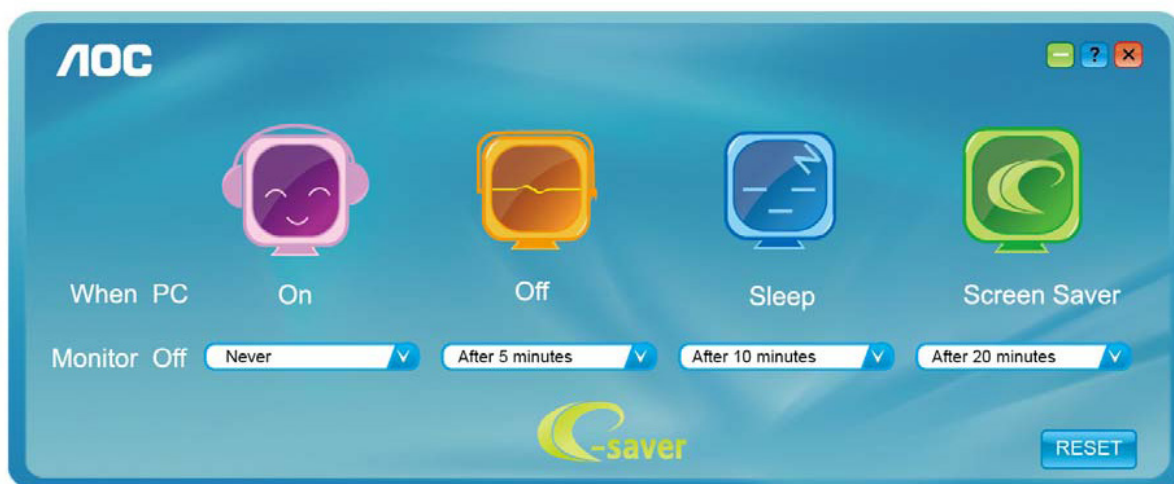 AOC
?
When PC On Off Sleep Screen Saver
Monitor Off Never After 5 minutes After 10 minutes After 20 minutes
e-saver
RESET